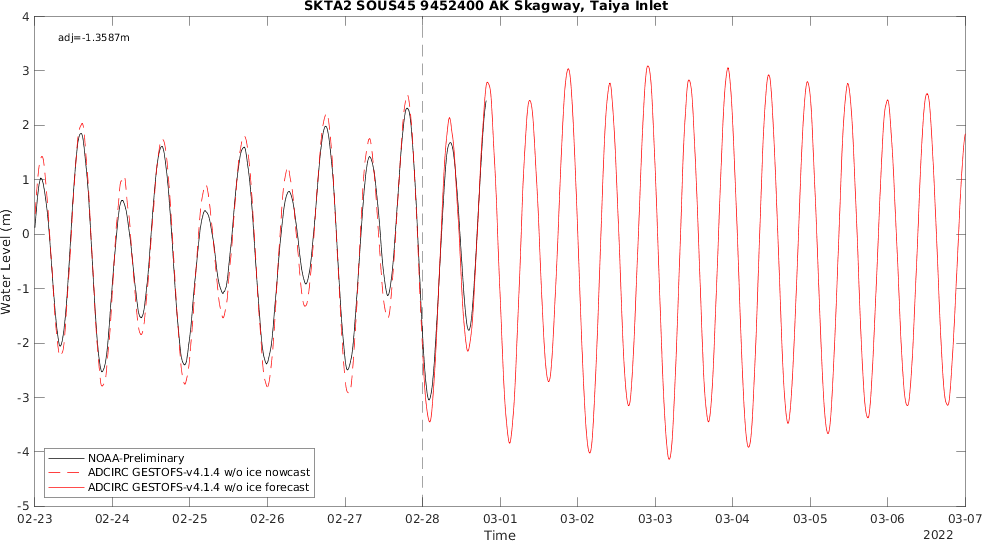 SKTA2 SOUS45 9452400 AK Skagway, Taiya Inlet
adj=-1.3587m
4
3
2
1
0
-1
-2
-3
-4
-5
Water Level (m)
NOAA-Preliminary
ADCIRC GESTOFS-v4.1.4 w/o ice nowcast
ADCIRC GESTOFS-v4.1.4 w/o ice forecast
02-23 02-24 02-25 02-26 02-27 02-28 03-01 03-02 03-03 03-04 03-05 03-06 03-07
Time
2022